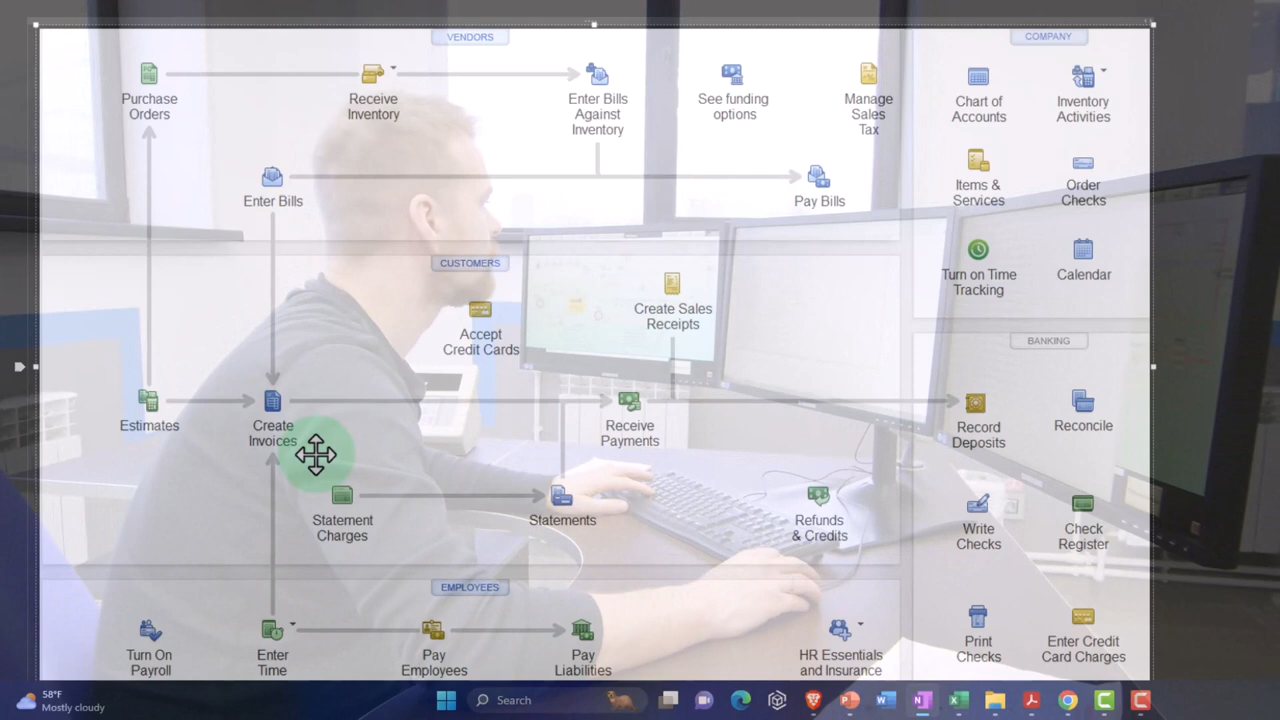 VENDORS
COMPANY
Purchase
Orders
Receive
Inventory
Enter Bills
Against
Inventory
See funding
options
Manage
Sales
Tax
Chart of
Accounts
Inventory
Activities
Enter Bills
Pay Bills
Items &
Services
Order
Checks
CUSTOMERS
Turn on Time
Tracking
Calendar
Create Sales
Receipts
Accept
Credit Cards
BANKING
Estimates
Create
Invoices
Receive
Payments
Record
Deposits
Reconcile
Statement
Charges
Statements
Refunds
& Credits
Write
Checks
Check
Register
EMPLOYEES
Turn On
Payroll
Enter
Time
Pay
Employees
Pay
Liabilities
HR Essentials
and Insurance
Print
Checks
Enter Credit
Card Charges
58°F
Mostly cloudy
Search